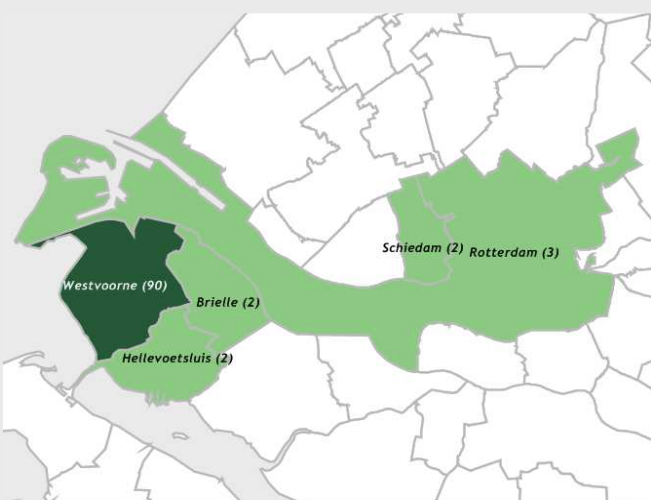 Schiedam (2)
Rotterdam (3)
Westvoorne (90)
Brielle (2)
Hellevoetsluis (2)